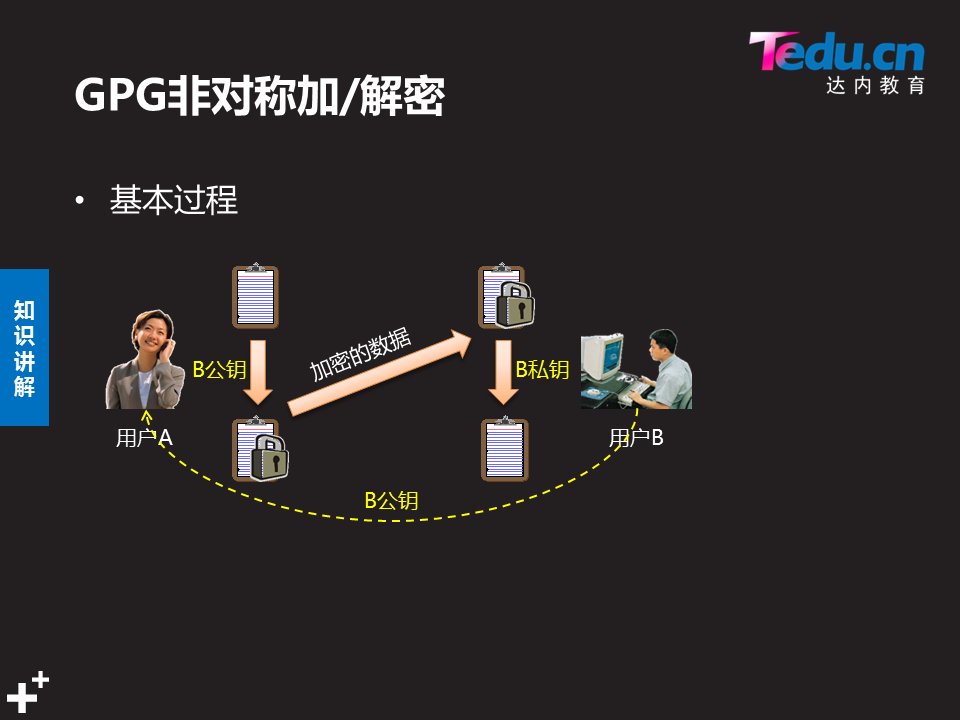 Tedu.cn
达内教育
GPG非对称加/解密
• 基本过程
知识讲解
B公钥
加密的数据
B私钥
用户A
用户B
B公钥